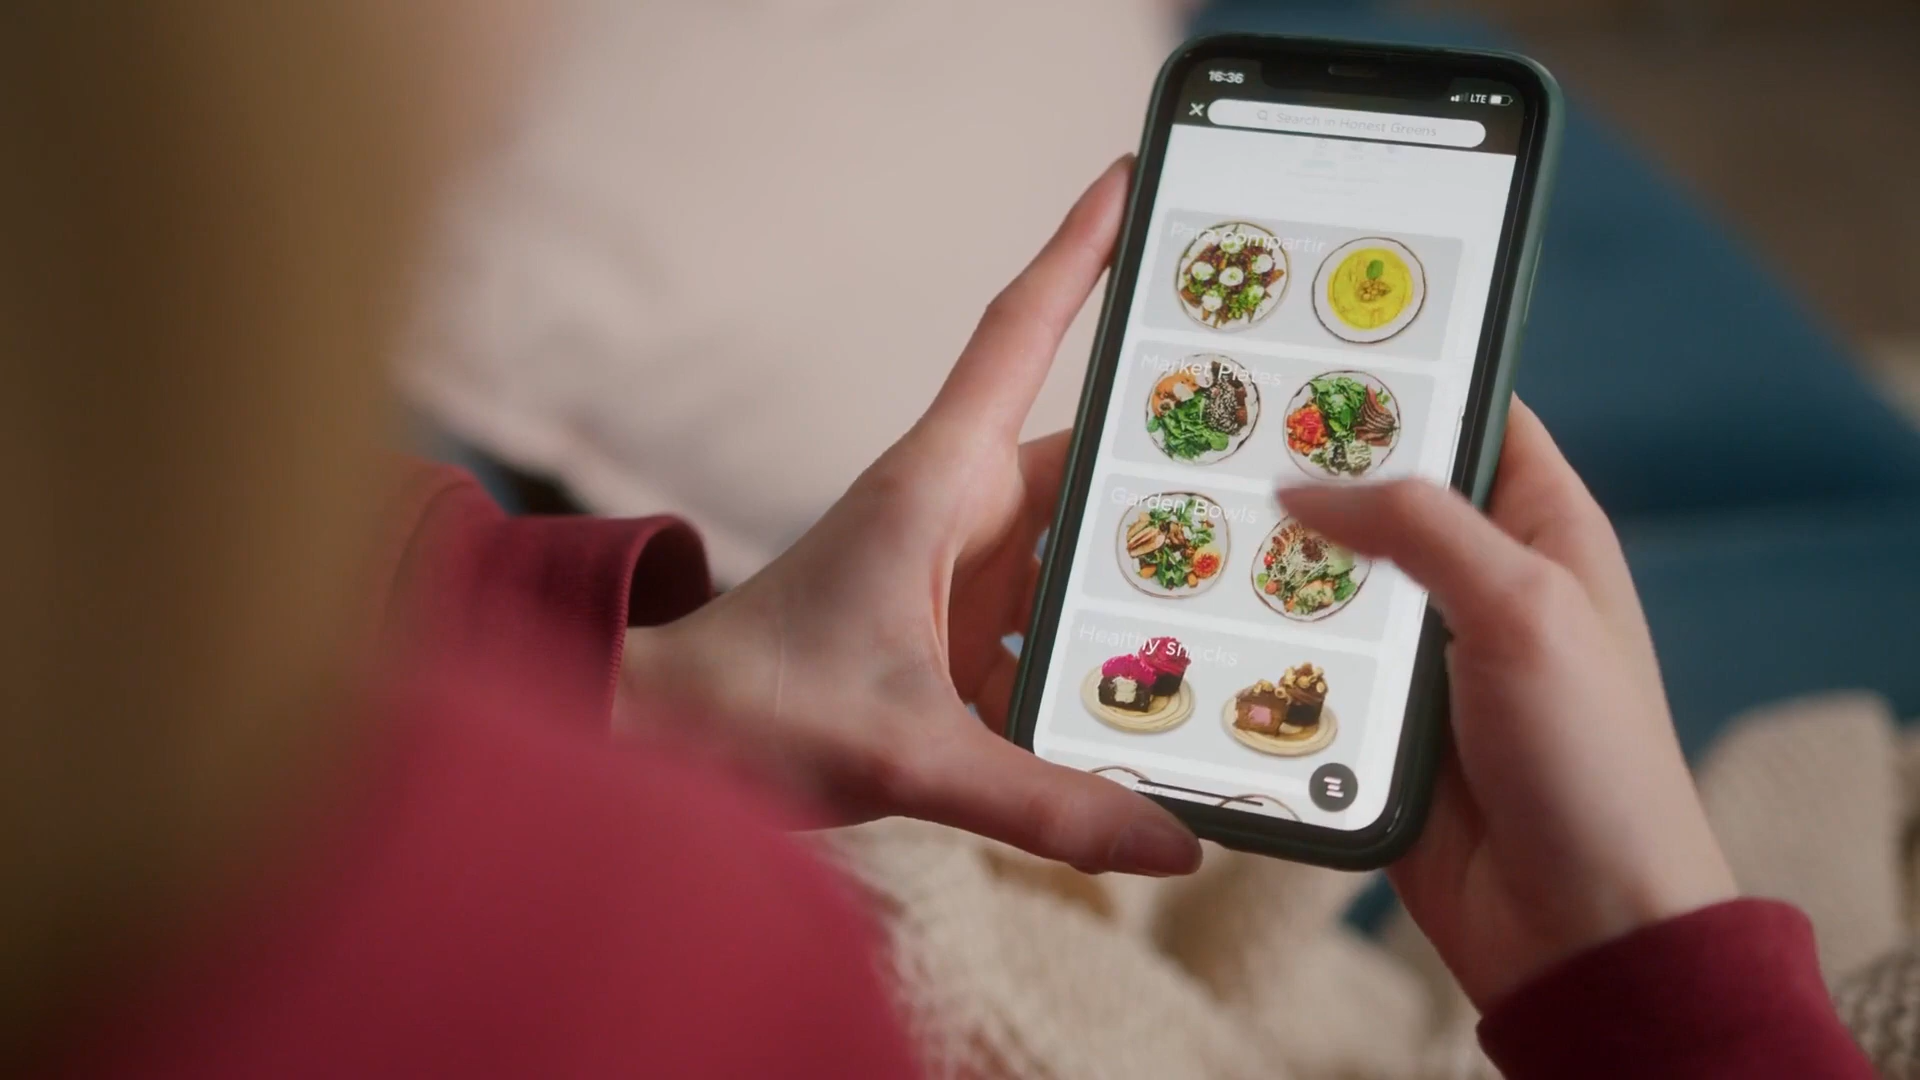 16:36
LTE
Search in Honest Greens
Para compartir
Market Plates
Garden Bowls
Healthy snacks